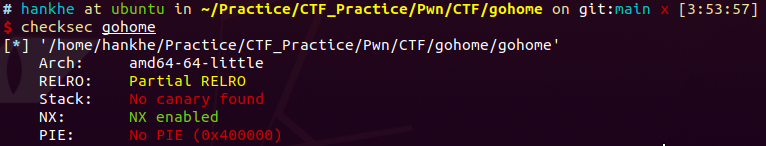 # hankhe at ubuntu in ~/Practice/CTF_Practice/Pwn/CTF/gohome on git:main x [3:53:57]
$ checksec gohome
[*] '/home/hankhe/Practice/CTF_Practice/Pwn/CTF/gohome/gohome'
Arch: amd64-64-little
RELRO: Partial RELRO
Stack: No canary found
NX: NX enabled
PIE: No PIE (0x400000)